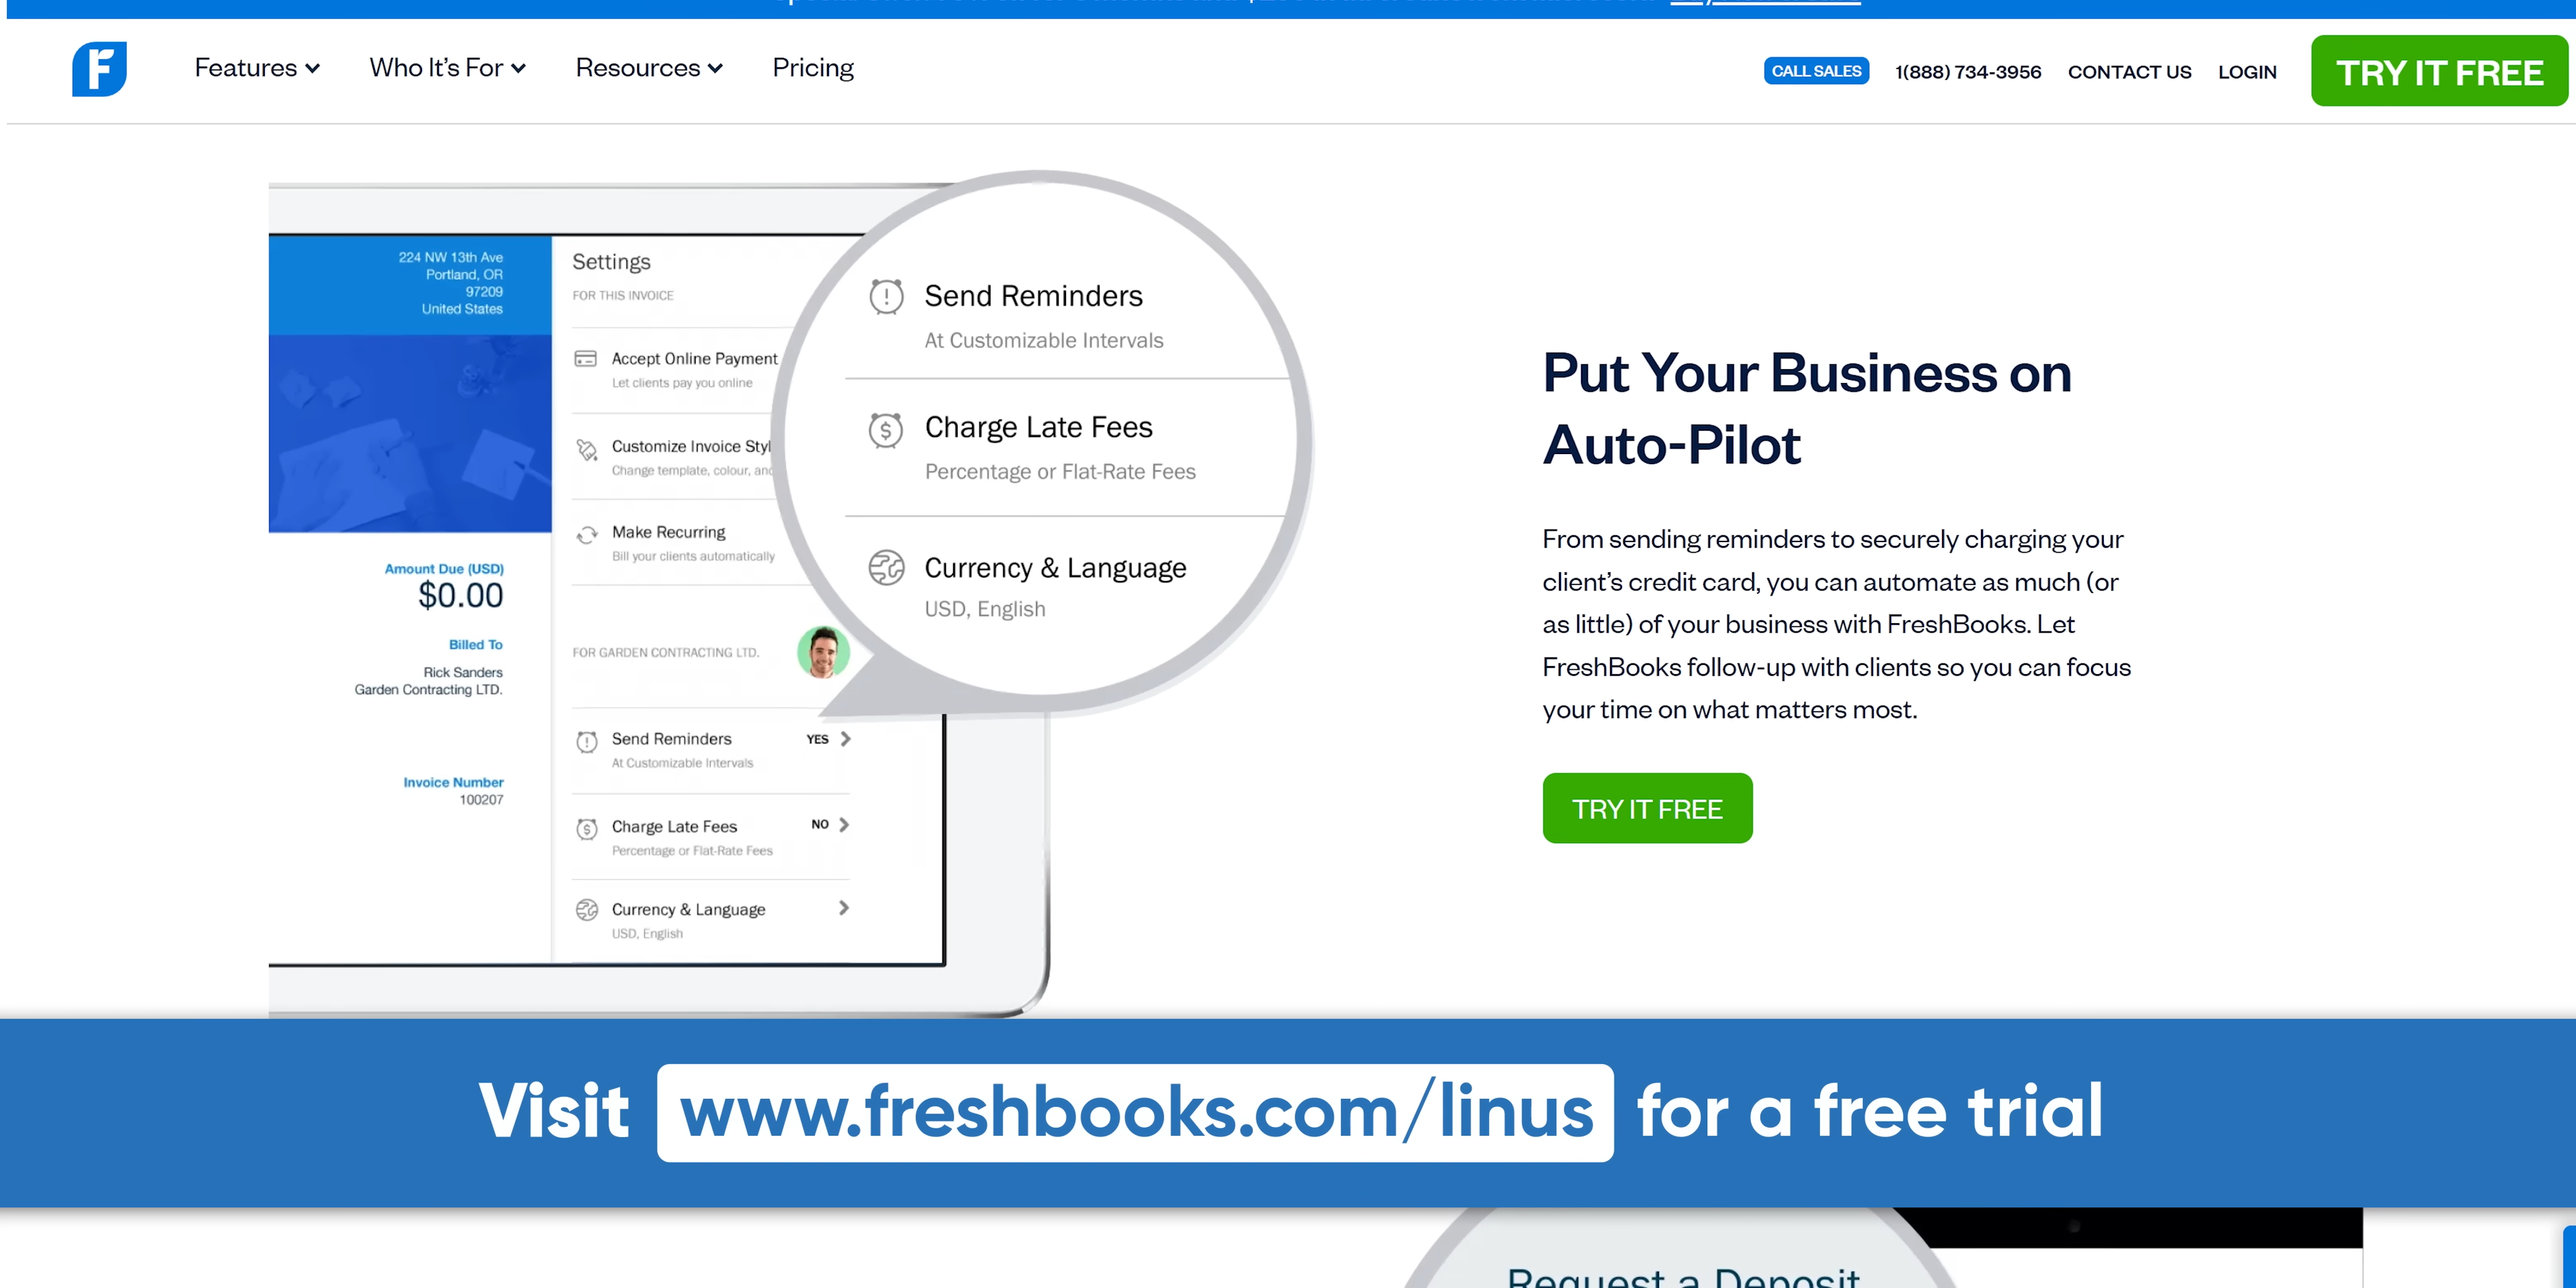 Features
Who It's For
Resources
Pricing
CALL SALES
1(888) 734-3956
CONTACT US
LOGIN
TRY IT FREE
224 NW 13th Ave
Portland, OR
97209
United States
Amount Due (USD)
$0.00
Billed To
Rick Sanders
Garden Contracting LTD.
Invoice Number
100207
Settings
FOR THIS INVOICE
Accept Online Payment
Let clients pay you online
Customize Invoice Styl
Change template, colour, and
Make Recurring
Bill your clients automatically
FOR GARDEN CONTRACTING LTD.
Send Reminders YES
At Customizable Intervals
Charge Late Fees NO
Percentage or Flat-Rate Fees
Currency & Language
USD, English
Send Reminders
At Customizable Intervals
Charge Late Fees
Percentage or Flat-Rate Fees
Currency & Language
USD, English
Put Your Business on
Auto-Pilot
From sending reminders to securely charging your
client's credit card, you can automate as much (or
as little) of your business with FreshBooks. Let
FreshBooks follow-up with clients so you can focus
your time on what matters most.
TRY IT FREE
Visit www.freshbooks.com/linus for a free trial
Request a Deposit